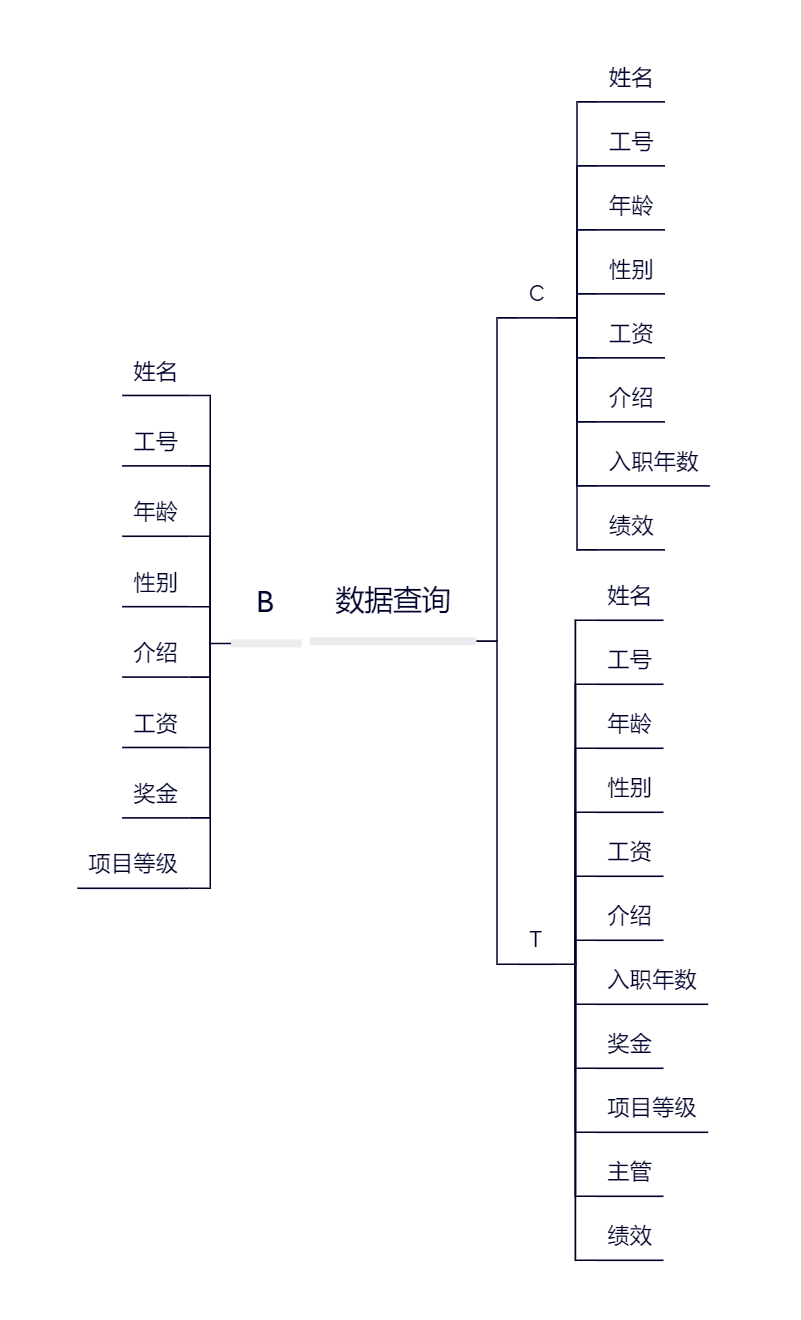 数据查询
B
姓名
工号
年龄
性别
介绍
工资
奖金
项目等级
C
姓名
工号
年龄
性别
工资
介绍
入职年数
绩效
T
姓名
工号
年龄
性别
工资
介绍
入职年数
奖金
项目等级
主管
绩效